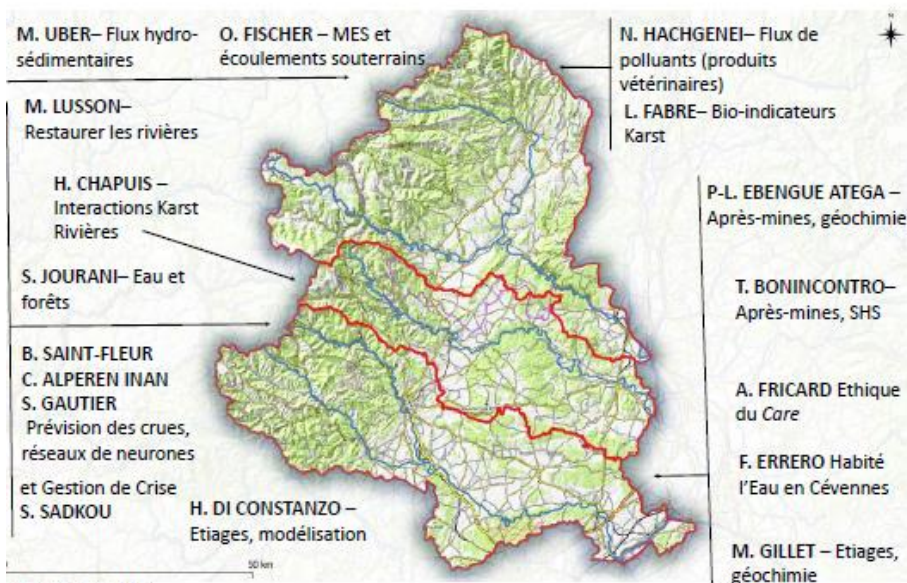 M. UBER– Flux hydro-
sédimentaires
O. FISCHER – MES et
écoulements souterrains
N. HACHGENEI– Flux de
polluants (produits
vétérinaires)
L. FABRE– Bio-indicateurs
Karst
M. LUSSON–
Restaurer les rivières
H. CHAPUIS –
Interactions Karst
Rivières
P-L. EBENGUE ATEGA –
Après-mines, géochimie
S. JOURANI– Eau et
forêts
T. BONINCONTRO–
Après-mines, SHS
B. SAINT-FLEUR
C. ALPEREN INAN
S. GAUTIER
Prévision des crues,
réseaux de neurones
et Gestion de Crise
S. SADKOU
A. FRICARD Ethique
du Care
F. ERRERO Habité
l’Eau en Cévennes
H. DI CONSTANZO –
Etiages, modélisation
M. GILLET – Etiages,
géochimie
50 km